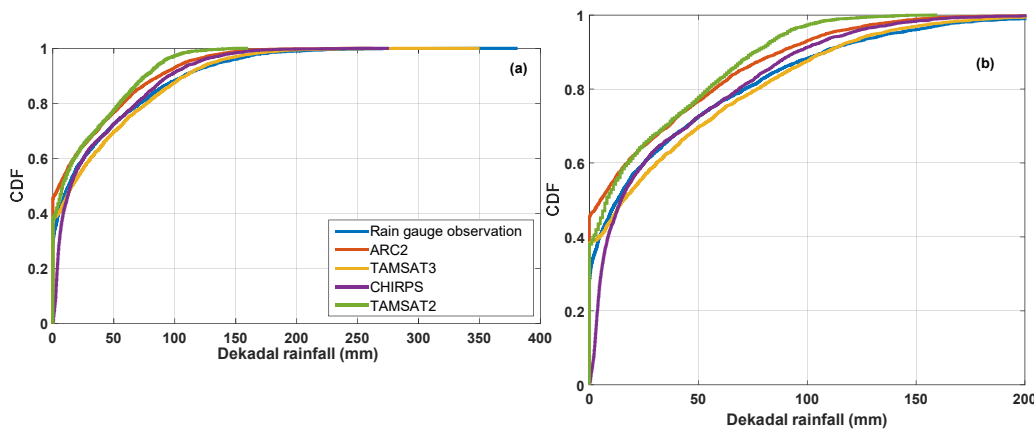 (a)
CDF
1
0.8
0.6
0.4
0.2
0
Rain gauge observation
ARC2
TAMSAT3
CHIRPS
TAMSAT2
0 50 100 150 200 250 300 350 400
Dekadal rainfall (mm)
(b)
CDF
1
0.8
0.6
0.4
0.2
0
0 50 100 150 200
Dekadal rainfall (mm)